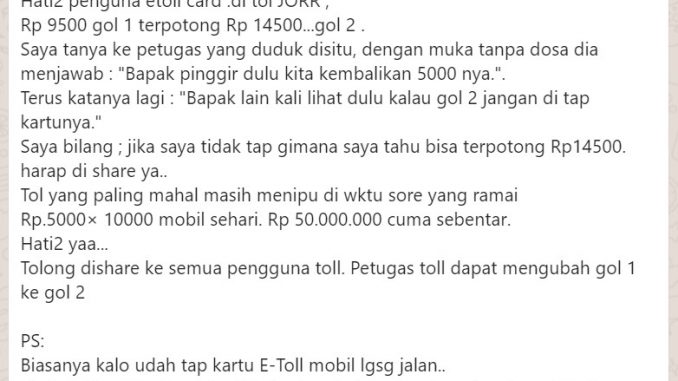 Hati2 penguna etoll card .di tol JORR ,
Rp 9500 gol 1 terpotong Rp 14500...gol 2 .
Saya tanya ke petugas yang duduk disitu, dengan muka tanpa dosa dia
menjawab : "Bapak pinggir dulu kita kembalikan 5000 nya.".
Terus katanya lagi : "Bapak lain kali lihat dulu kalau gol 2 jangan di tap
kartunya."
Saya bilang ; jika saya tidak tap gimana saya tahu bisa terpotong Rp14500.
harap di share ya..
Tol yang paling mahal masih menipu di wktu sore yang ramai
Rp.5000× 10000 mobil sehari. Rp 50.000.000 cuma sebentar.
Hati2 yaa...
Tolong dishare ke semua pengguna toll. Petugas toll dapat mengubah gol 1
ke gol 2
PS:
Biasanya kalo udah tap kartu E-Toll mobil lgsg jalan..